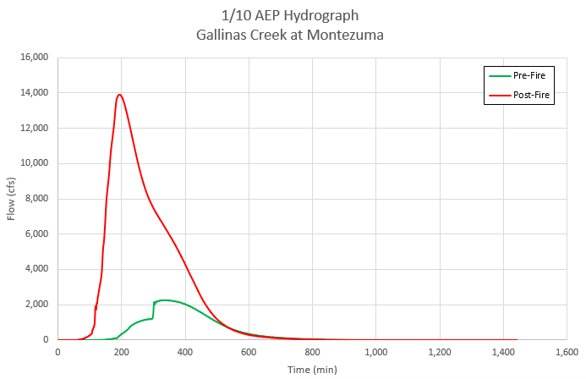 1/10 AEP Hydrograph
Gallinas Creek at Montezuma
16,000
14,000
12,000
10,000
8,000
6,000
4,000
2,000
0
Flow (cfs)
Pre-Fire
Post-Fire
0 200 400 600 800 1,000 1,200 1,400 1,600
Time (min)